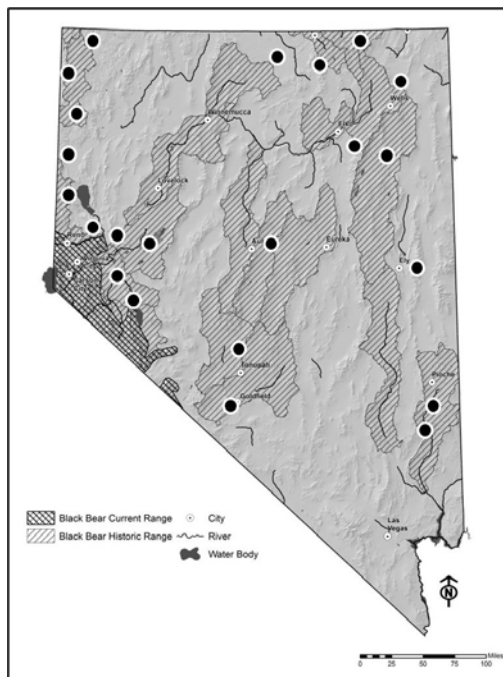 Winnemucca
Wells
Elko
Lovelock
Eureka
Ely
Tonopah
Goldfield
Pioche
Las
Vegas
Black Bear Current Range
City
Black Bear Historic Range
River
Water Body
N
Miles
0 25 50 75 100